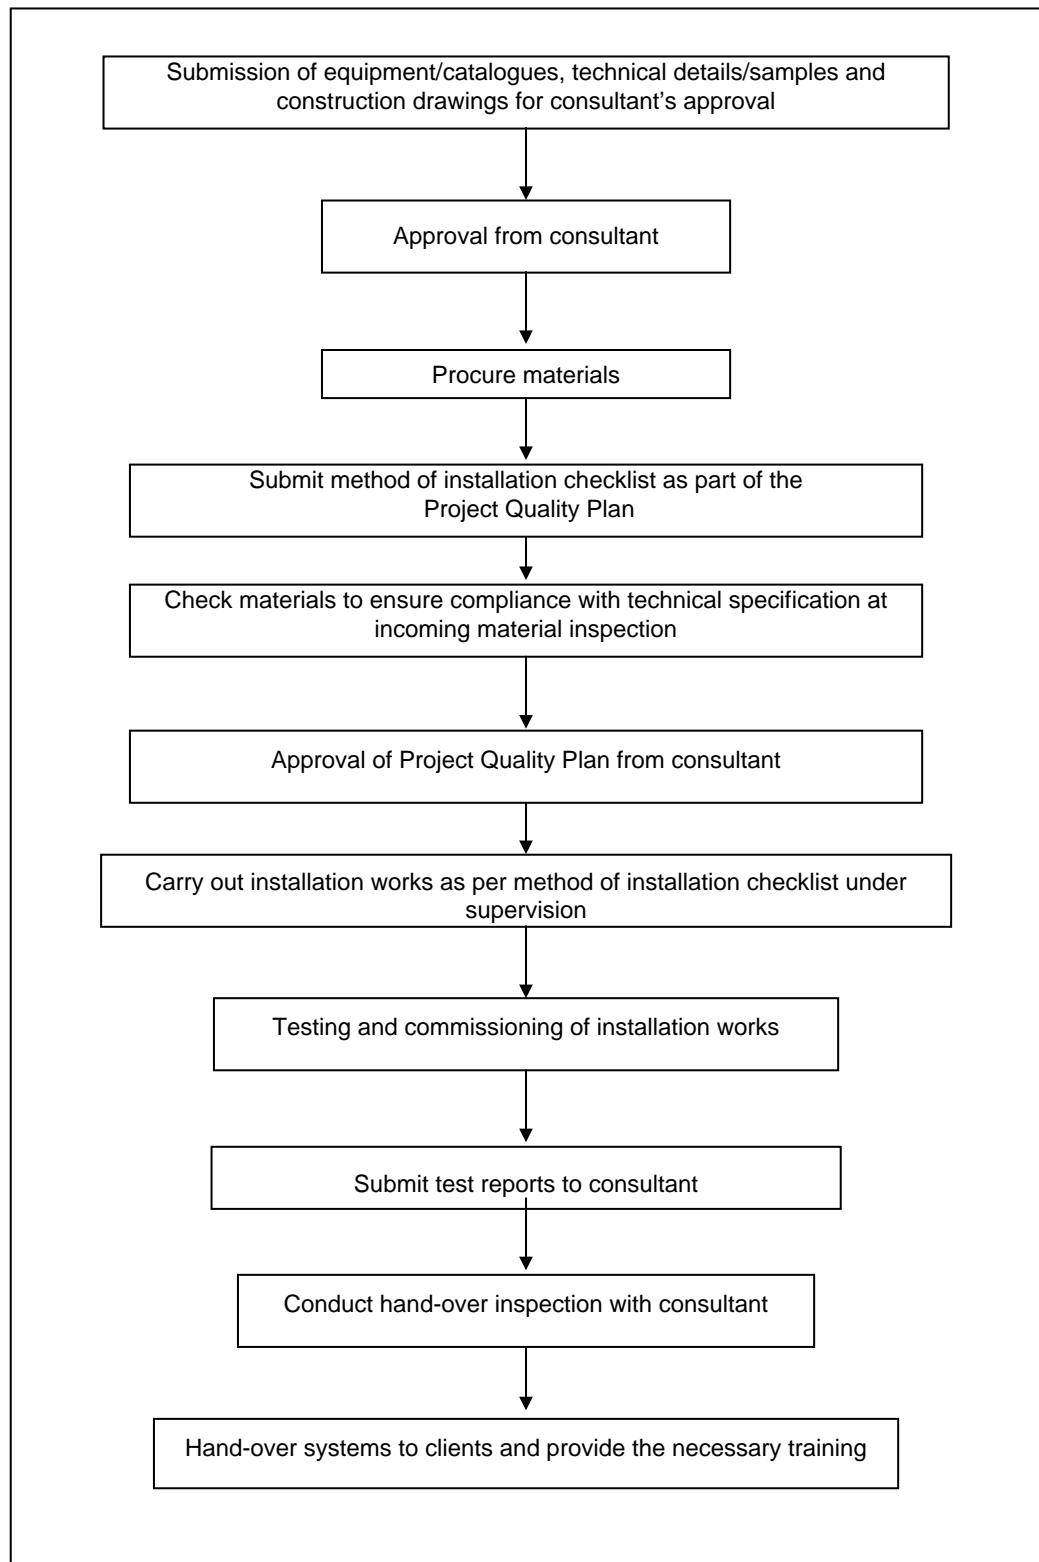 Submission of equipment/catalogues, technical details/samples and
construction drawings for consultant’s approval
Approval from consultant
Procure materials
Submit method of installation checklist as part of the
Project Quality Plan
Check materials to ensure compliance with technical specification at
incoming material inspection
Approval of Project Quality Plan from consultant
Carry out installation works as per method of installation checklist under
supervision
Testing and commissioning of installation works
Submit test reports to consultant
Conduct hand-over inspection with consultant
Hand-over systems to clients and provide the necessary training